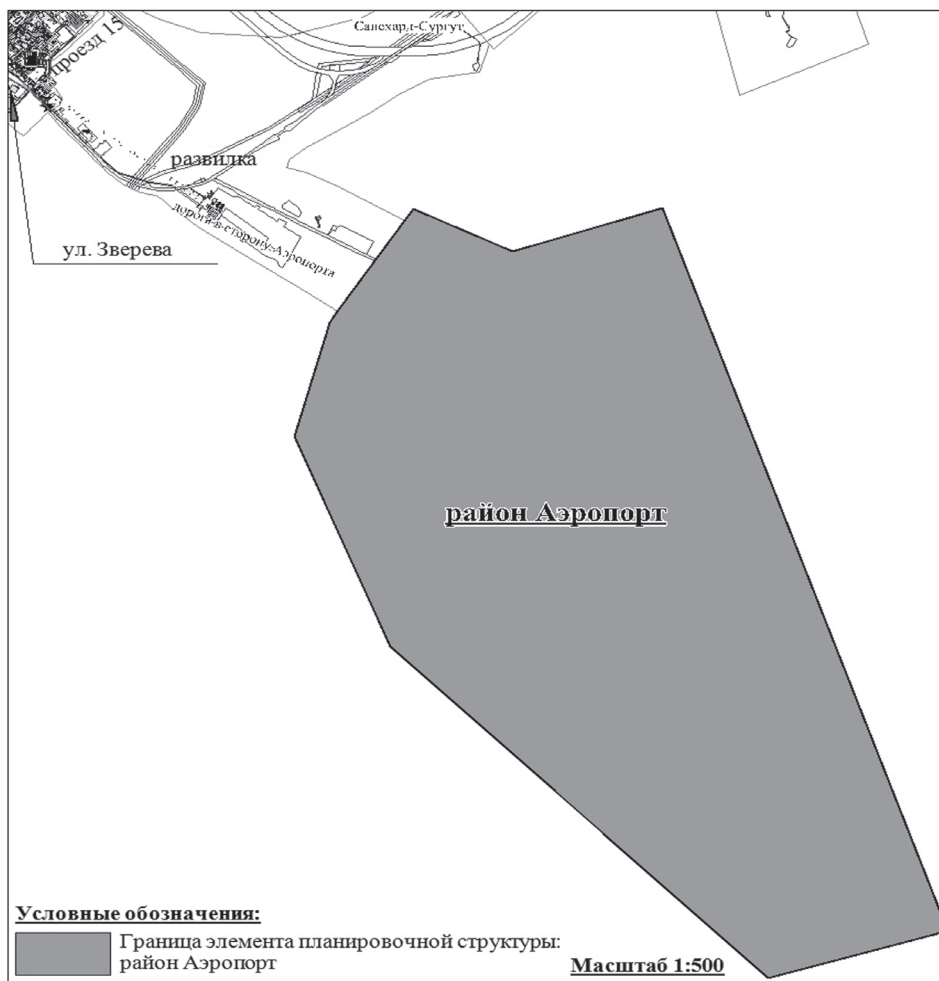 Салехард-Сургут
проезд 15
развилка
дорога в сторону Аэропорта
ул. Зверева
район Аэропорт
Условные обозначения:
Граница элемента планировочной структуры:
район Аэропорт
Масштаб 1:500